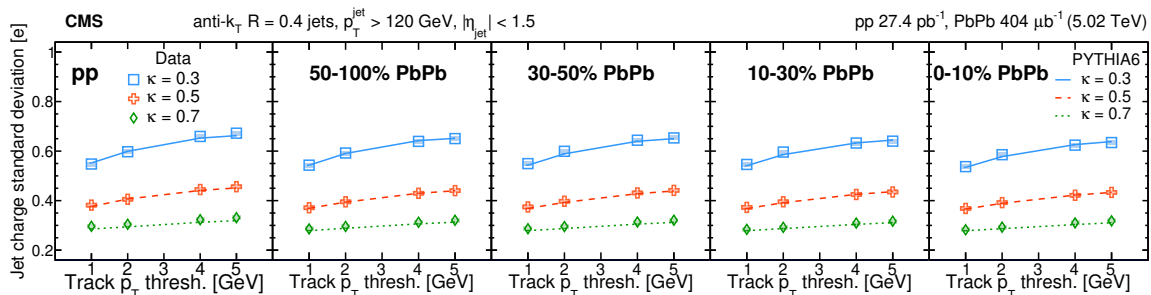 CMS anti-k_T R = 0.4 jets, p_T^jet > 120 GeV, |η_jet| < 1.5 pp 27.4 pb⁻¹, PbPb 404 μb⁻¹ (5.02 TeV)
Jet charge standard deviation [e]
1
0.8
0.6
0.4
0.2
pp
Data
κ = 0.3
κ = 0.5
κ = 0.7
50-100% PbPb
30-50% PbPb
10-30% PbPb
0-10% PbPb
PYTHIA6
κ = 0.3
κ = 0.5
κ = 0.7
1 2 3 4 5 1 2 3 4 5 1 2 3 4 5 1 2 3 4 5 1 2 3 4 5
Track p_T thresh. [GeV] Track p_T thresh. [GeV] Track p_T thresh. [GeV] Track p_T thresh. [GeV] Track p_T thresh. [GeV]